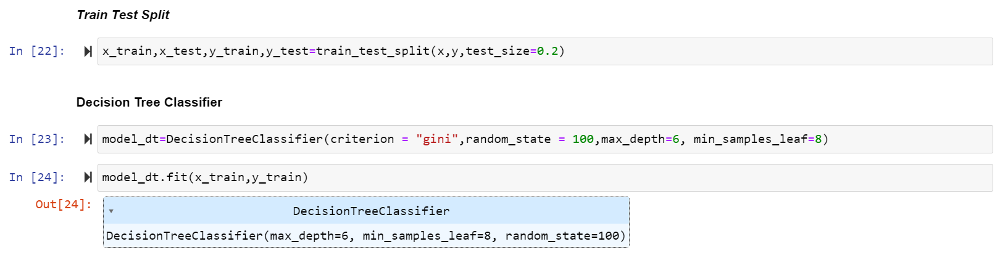 Train Test Split
In [22]: x_train,x_test,y_train,y_test=train_test_split(x,y,test_size=0.2)
Decision Tree Classifier
In [23]: model_dt=DecisionTreeClassifier(criterion = "gini",random_state = 100,max_depth=6, min_samples_leaf=8)
In [24]: model_dt.fit(x_train,y_train)
Out[24]: DecisionTreeClassifier
DecisionTreeClassifier(max_depth=6, min_samples_leaf=8, random_state=100)